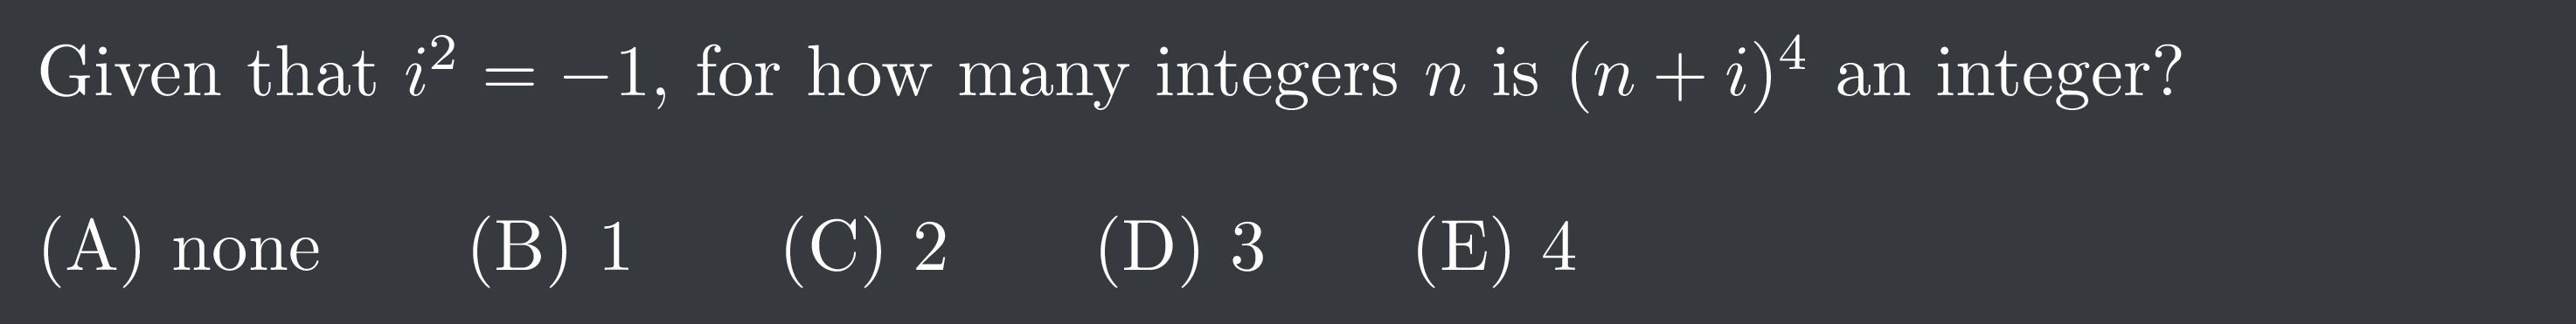 Given that $i^2 = -1$, for how many integers $n$ is $(n + i)^4$ an integer?
(A) none (B) 1 (C) 2 (D) 3 (E) 4